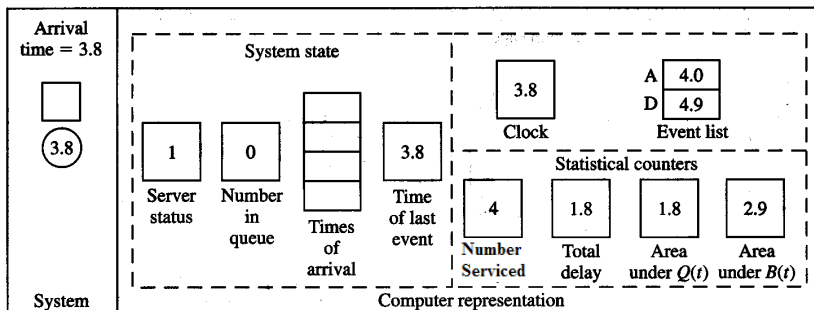 Arrival
time = 3.8
3.8
System
System state
1
Server
status
0
Number
in
queue
Times
of
arrival
3.8
Time
of last
event
3.8
Clock
A 4.0
D 4.9
Event list
Statistical counters
4
Number
Serviced
1.8
Total
delay
1.8
Area
under Q(t)
2.9
Area
under B(t)
Computer representation